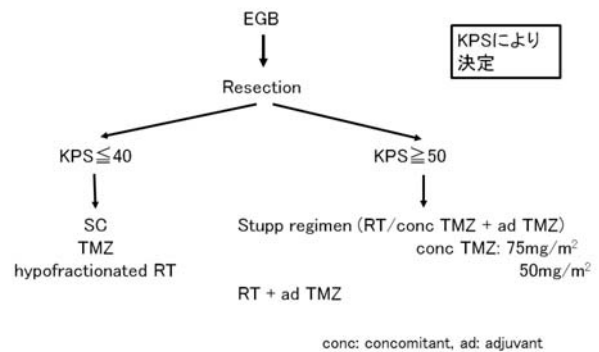 EGB
KPSにより
決定
Resection
KPS≦40
KPS≧50
SC
TMZ
hypofractionated RT
Stupp regimen (RT/conc TMZ + ad TMZ)
conc TMZ: 75mg/m²
50mg/m²
RT + ad TMZ
conc: concomitant, ad: adjuvant